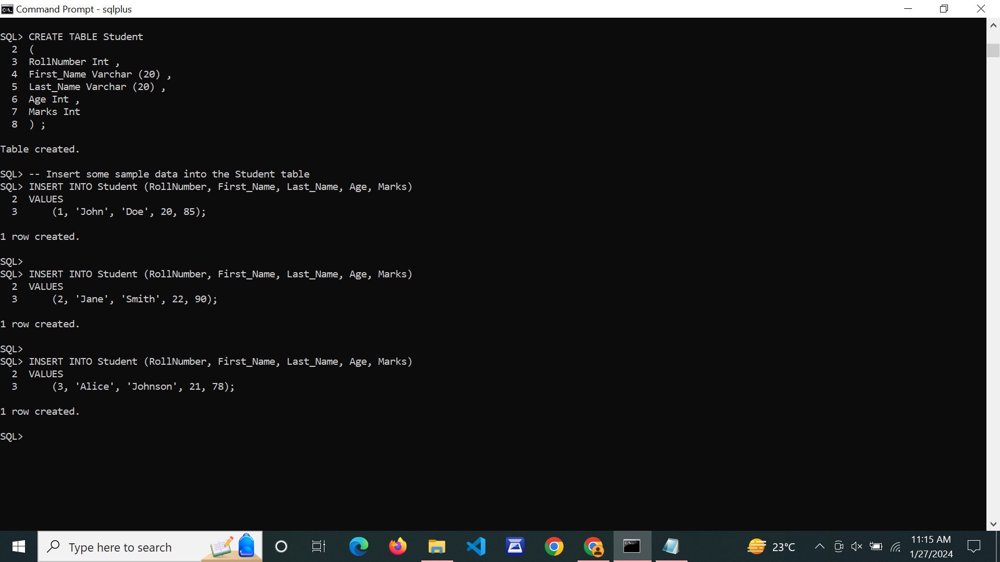 Command Prompt - sqlplus
SQL> CREATE TABLE Student
  2  (
  3  RollNumber Int ,
  4  First_Name Varchar (20) ,
  5  Last_Name Varchar (20) ,
  6  Age Int ,
  7  Marks Int
  8  ) ;
Table created.
SQL> -- Insert some sample data into the Student table
SQL> INSERT INTO Student (RollNumber, First_Name, Last_Name, Age, Marks)
  2  VALUES
  3      (1, 'John', 'Doe', 20, 85);
1 row created.
SQL>
SQL> INSERT INTO Student (RollNumber, First_Name, Last_Name, Age, Marks)
  2  VALUES
  3      (2, 'Jane', 'Smith', 22, 90);
1 row created.
SQL>
SQL> INSERT INTO Student (RollNumber, First_Name, Last_Name, Age, Marks)
  2  VALUES
  3      (3, 'Alice', 'Johnson', 21, 78);
1 row created.
SQL>
Type here to search
23°C
11:15 AM
1/27/2024